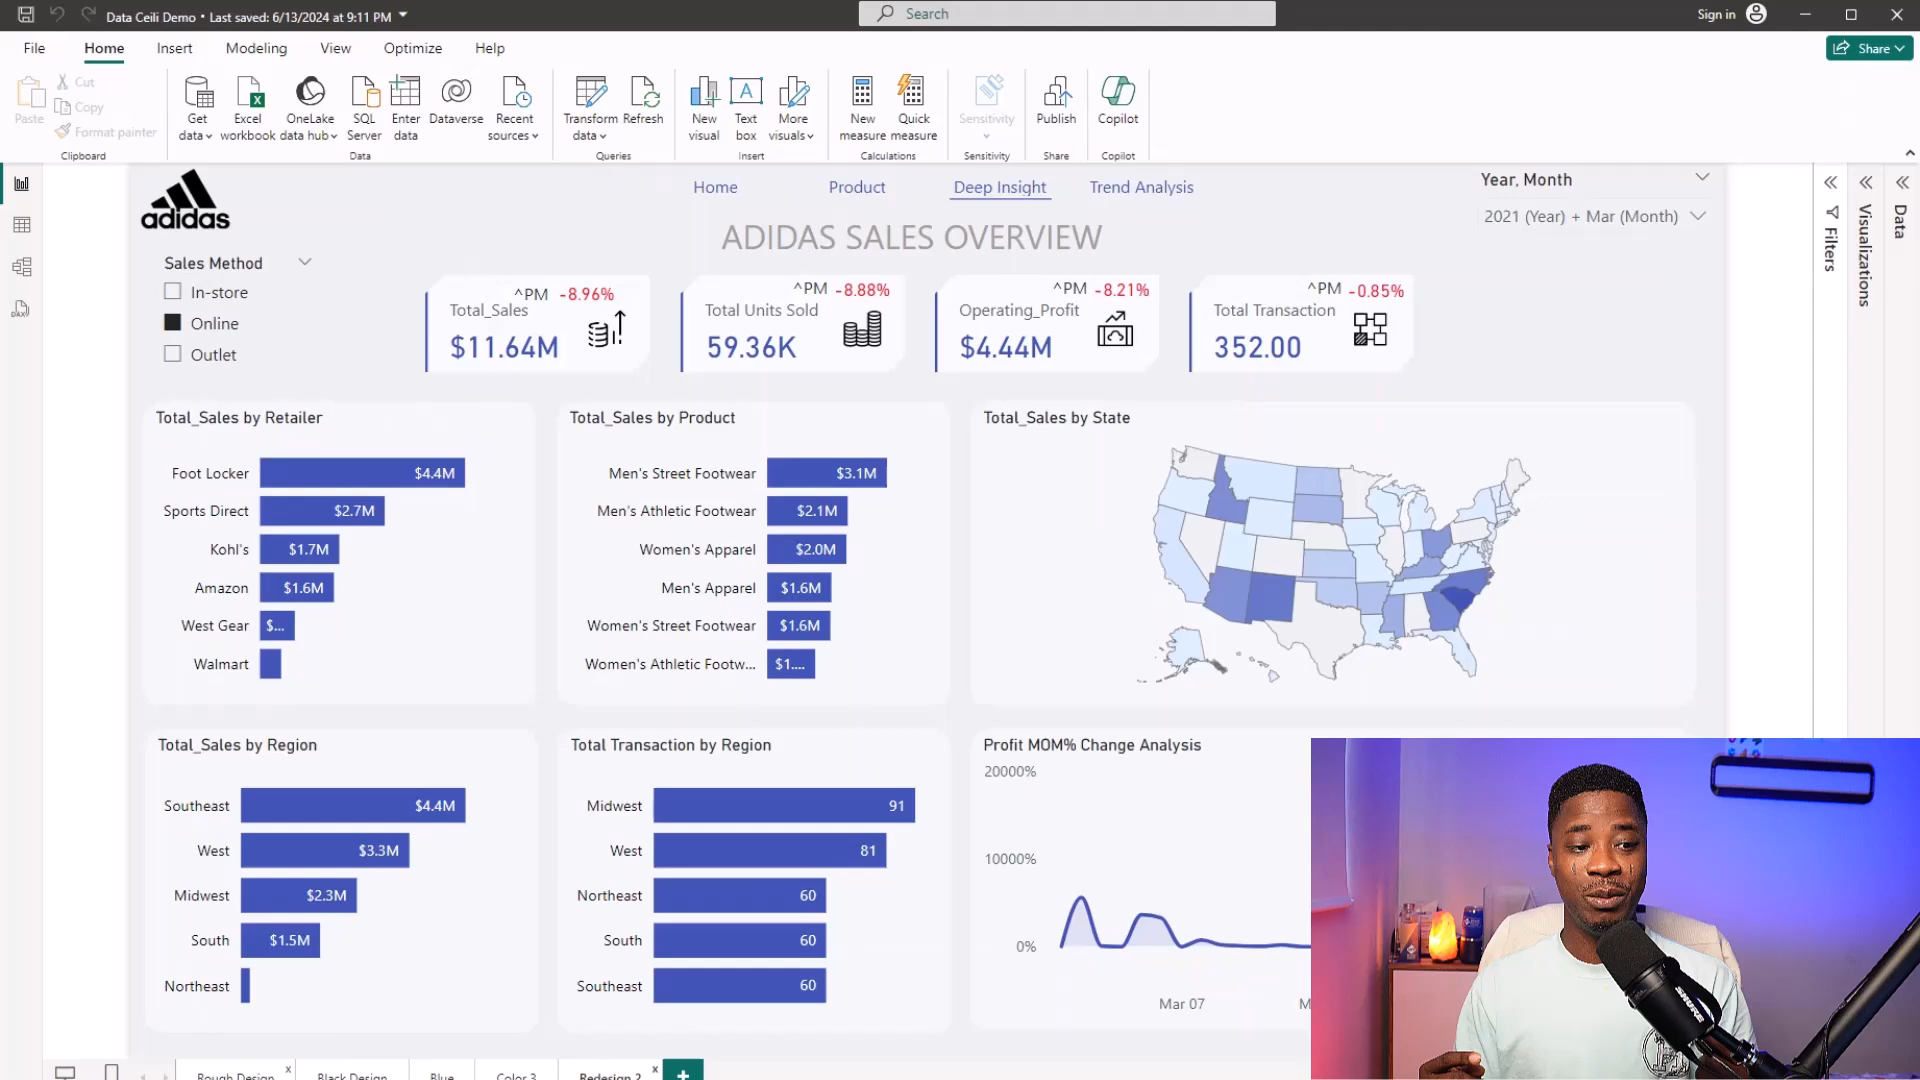 Data Ceili Demo • Last saved: 6/13/2024 at 9:11 PM
Search
Sign in
File Home Insert Modeling View Optimize Help
Share
Paste
Cut
Copy
Format painter
Clipboard
Get data
Excel workbook
OneLake data hub
SQL Server
Enter data
Dataverse
Recent sources
Data
Transform data
Refresh
Queries
New visual
Text box
More visuals
Insert
New measure
Quick measure
Calculations
Sensitivity
Sensitivity
Publish
Share
Copilot
Copilot
adidas
Home Product Deep Insight Trend Analysis
Year, Month
2021 (Year) + Mar (Month)
Filters
Visualizations
Data
ADIDAS SALES OVERVIEW
Sales Method
In-store
Online
Outlet
^PM -8.96%
Total_Sales
$11.64M
^PM -8.88%
Total Units Sold
59.36K
^PM -8.21%
Operating_Profit
$4.44M
^PM -0.85%
Total Transaction
352.00
Total_Sales by Retailer
Foot Locker $4.4M
Sports Direct $2.7M
Kohl's $1.7M
Amazon $1.6M
West Gear $...
Walmart
Total_Sales by Product
Men's Street Footwear $3.1M
Men's Athletic Footwear $2.1M
Women's Apparel $2.0M
Men's Apparel $1.6M
Women's Street Footwear $1.6M
Women's Athletic Footw... $1....
Total_Sales by State
Total_Sales by Region
Southeast $4.4M
West $3.3M
Midwest $2.3M
South $1.5M
Northeast
Total Transaction by Region
Midwest 91
West 81
Northeast 60
South 60
Southeast 60
Profit MOM% Change Analysis
20000%
10000%
0%
Mar 07
SHURE
Rough Design
Black Design
Blue
Color 3
Redesign 2